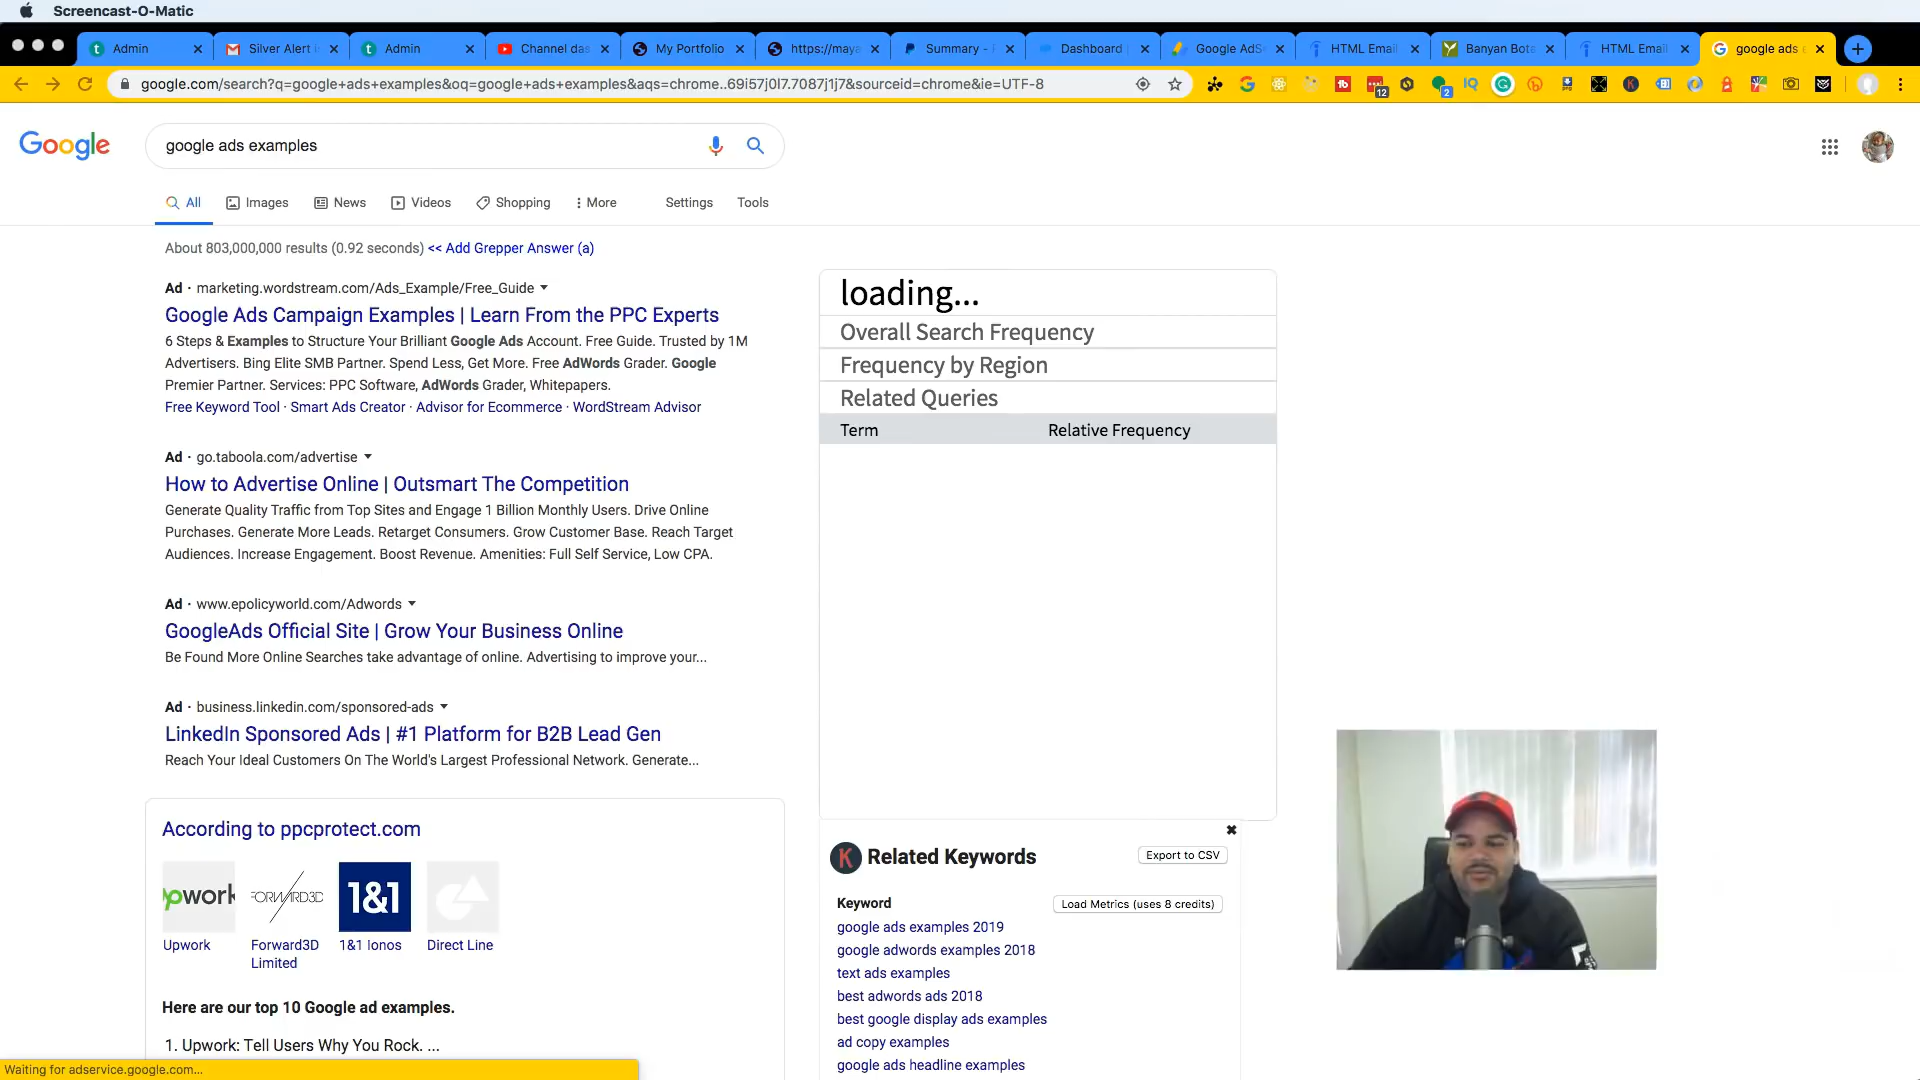 Screencast-O-Matic
Admin
Silver Alert i
Admin
Channel das
My Portfolio
https://maya
Summary - P
Dashboard
Google AdS
HTML Email
Banyan Bota
HTML Email
google ads e
google.com/search?q=google+ads+examples&oq=google+ads+examples&aqs=chrome..69i57j0l7.7087j1j7&sourceid=chrome&ie=UTF-8
12
2
Google
google ads examples
All
Images
News
Videos
Shopping
More
Settings
Tools
About 803,000,000 results (0.92 seconds) << Add Grepper Answer (a)
Ad · marketing.wordstream.com/Ads_Example/Free_Guide
Google Ads Campaign Examples | Learn From the PPC Experts
6 Steps & Examples to Structure Your Brilliant Google Ads Account. Free Guide. Trusted by 1M
Advertisers. Bing Elite SMB Partner. Spend Less, Get More. Free AdWords Grader. Google
Premier Partner. Services: PPC Software, AdWords Grader, Whitepapers.
Free Keyword Tool · Smart Ads Creator · Advisor for Ecommerce · WordStream Advisor
Ad · go.taboola.com/advertise
How to Advertise Online | Outsmart The Competition
Generate Quality Traffic from Top Sites and Engage 1 Billion Monthly Users. Drive Online
Purchases. Generate More Leads. Retarget Consumers. Grow Customer Base. Reach Target
Audiences. Increase Engagement. Boost Revenue. Amenities: Full Self Service, Low CPA.
Ad · www.epolicyworld.com/Adwords
GoogleAds Official Site | Grow Your Business Online
Be Found More Online Searches take advantage of online. Advertising to improve your...
Ad · business.linkedin.com/sponsored-ads
LinkedIn Sponsored Ads | #1 Platform for B2B Lead Gen
Reach Your Ideal Customers On The World's Largest Professional Network. Generate...
According to ppcprotect.com
pwork
FORWARD3D
1&1
Upwork
Forward3D
Limited
1&1 Ionos
Direct Line
Here are our top 10 Google ad examples.
1. Upwork: Tell Users Why You Rock. ...
Waiting for adservice.google.com...
loading...
Overall Search Frequency
Frequency by Region
Related Queries
Term
Relative Frequency
K
Related Keywords
Export to CSV
Keyword
Load Metrics (uses 8 credits)
google ads examples 2019
google adwords examples 2018
text ads examples
best adwords ads 2018
best google display ads examples
ad copy examples
google ads headline examples